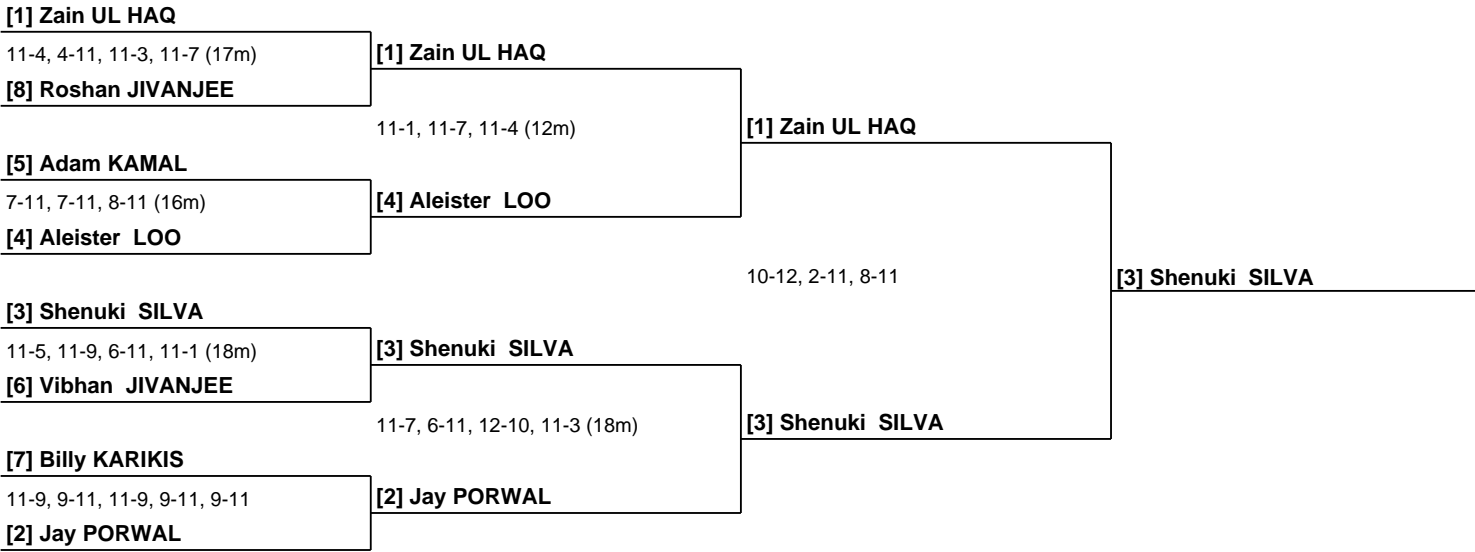 [1] Zain UL HAQ
11-4, 4-11, 11-3, 11-7 (17m)
[8] Roshan JIVANJEE
[5] Adam KAMAL
7-11, 7-11, 8-11 (16m)
[4] Aleister  LOO
[3] Shenuki  SILVA
11-5, 11-9, 6-11, 11-1 (18m)
[6] Vibhan  JIVANJEE
[7] Billy KARIKIS
11-9, 9-11, 11-9, 9-11, 9-11
[2] Jay PORWAL
[1] Zain UL HAQ
11-1, 11-7, 11-4 (12m)
[4] Aleister  LOO
[3] Shenuki  SILVA
11-7, 6-11, 12-10, 11-3 (18m)
[2] Jay PORWAL
[1] Zain UL HAQ
10-12, 2-11, 8-11
[3] Shenuki  SILVA
[3] Shenuki  SILVA